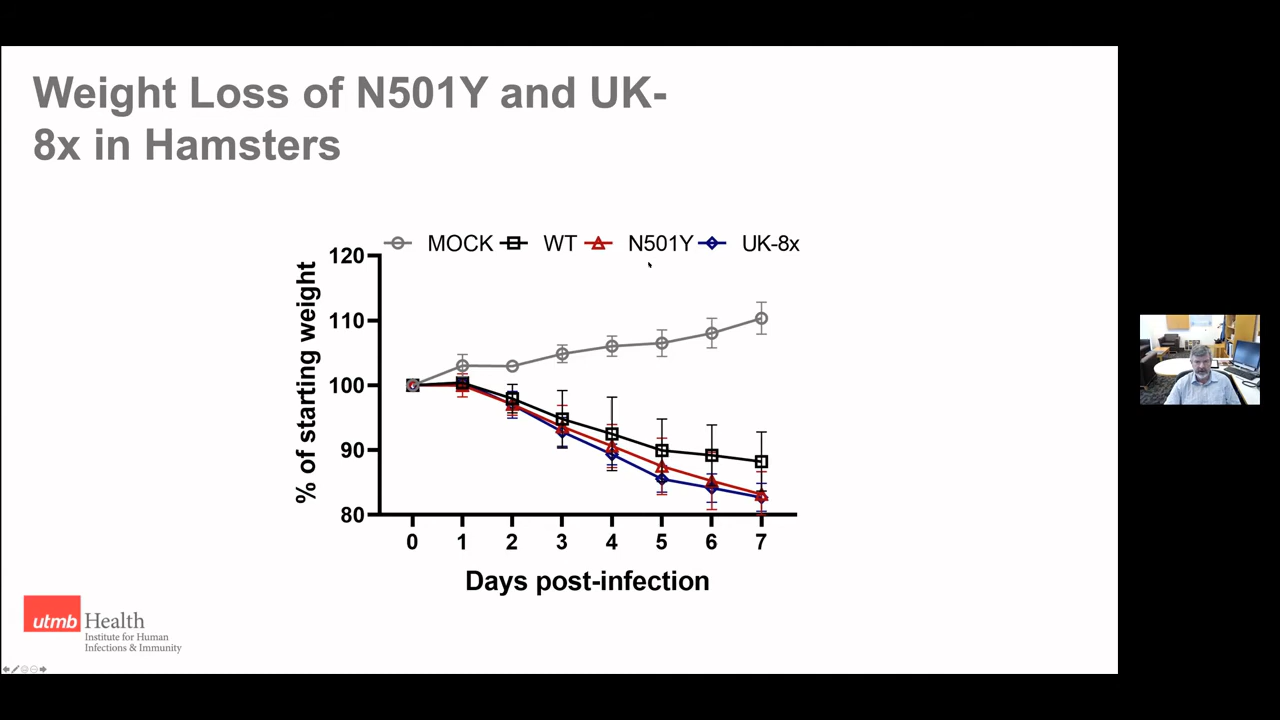 Weight Loss of N501Y and UK-
8x in Hamsters
MOCK WT N501Y UK-8x
120
110
100
90
80
% of starting weight
0 1 2 3 4 5 6 7
Days post-infection
utmb Health
Institute for Human
Infections & Immunity